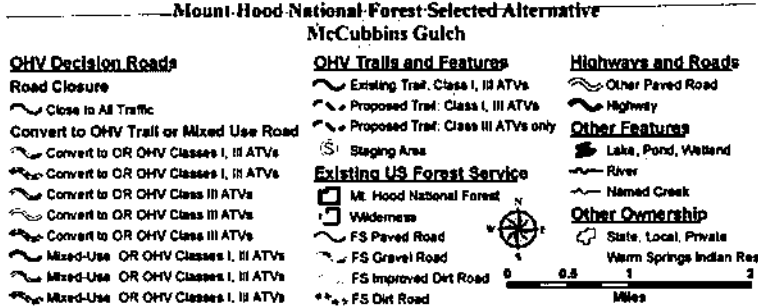 Mount Hood National Forest Selected Alternative
McCubbins Gulch
OHV Decision Roads
Road Closure
Close to All Traffic
Convert to OHV Trail or Mixed Use Road
Convert to OR OHV Classes I, III ATVs
Convert to OR OHV Classes I, III ATVs
Convert to OR OHV Class III ATVs
Convert to OR OHV Class III ATVs
Convert to OR OHV Class III ATVs
Mixed-Use OR OHV Classes I, III ATVs
Mixed-Use OR OHV Classes I, III ATVs
Mixed-Use OR OHV Classes I, III ATVs
OHV Trails and Features
Existing Trail: Class I, III ATVs
Proposed Trail: Class I, III ATVs
Proposed Trail: Class III ATVs only
S Staging Area
Existing US Forest Service
Mt. Hood National Forest
Wilderness
FS Paved Road
FS Gravel Road
FS Improved Dirt Road
FS Dirt Road
Highways and Roads
Other Paved Road
Highway
Other Features
Lake, Pond, Wetland
River
Named Creek
Other Ownership
State, Local, Private
Warm Springs Indian Res
N
W E
0 0.5 1 2
Miles